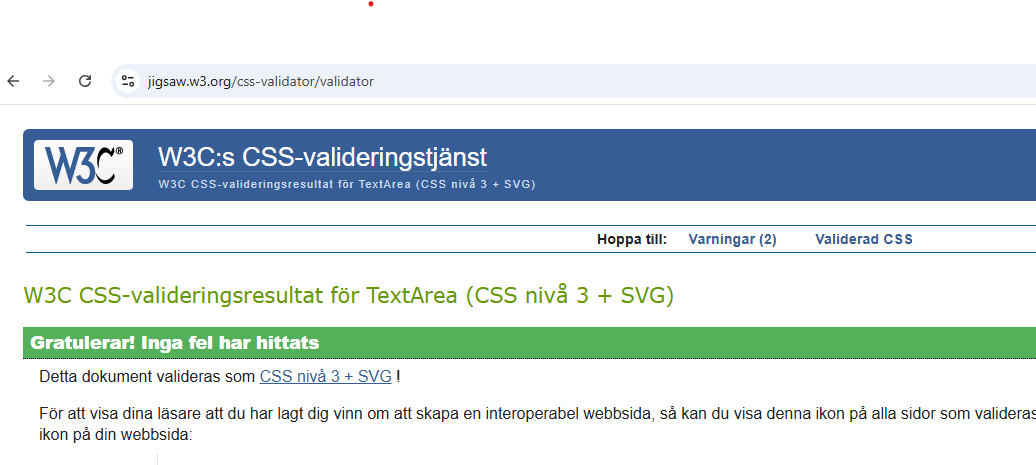 jigsaw.w3.org/css-validator/validator
W3C®
W3C:s CSS-valideringstjänst
W3C CSS-valideringsresultat för TextArea (CSS nivå 3 + SVG)
Hoppa till: Varningar (2) Validerad CSS
W3C CSS-valideringsresultat för TextArea (CSS nivå 3 + SVG)
Gratulerar! Inga fel har hittats
Detta dokument valideras som CSS nivå 3 + SVG !
För att visa dina läsare att du har lagt dig vinn om att skapa en interoperabel webbsida, så kan du visa denna ikon på alla sidor som valideras
ikon på din webbsida: